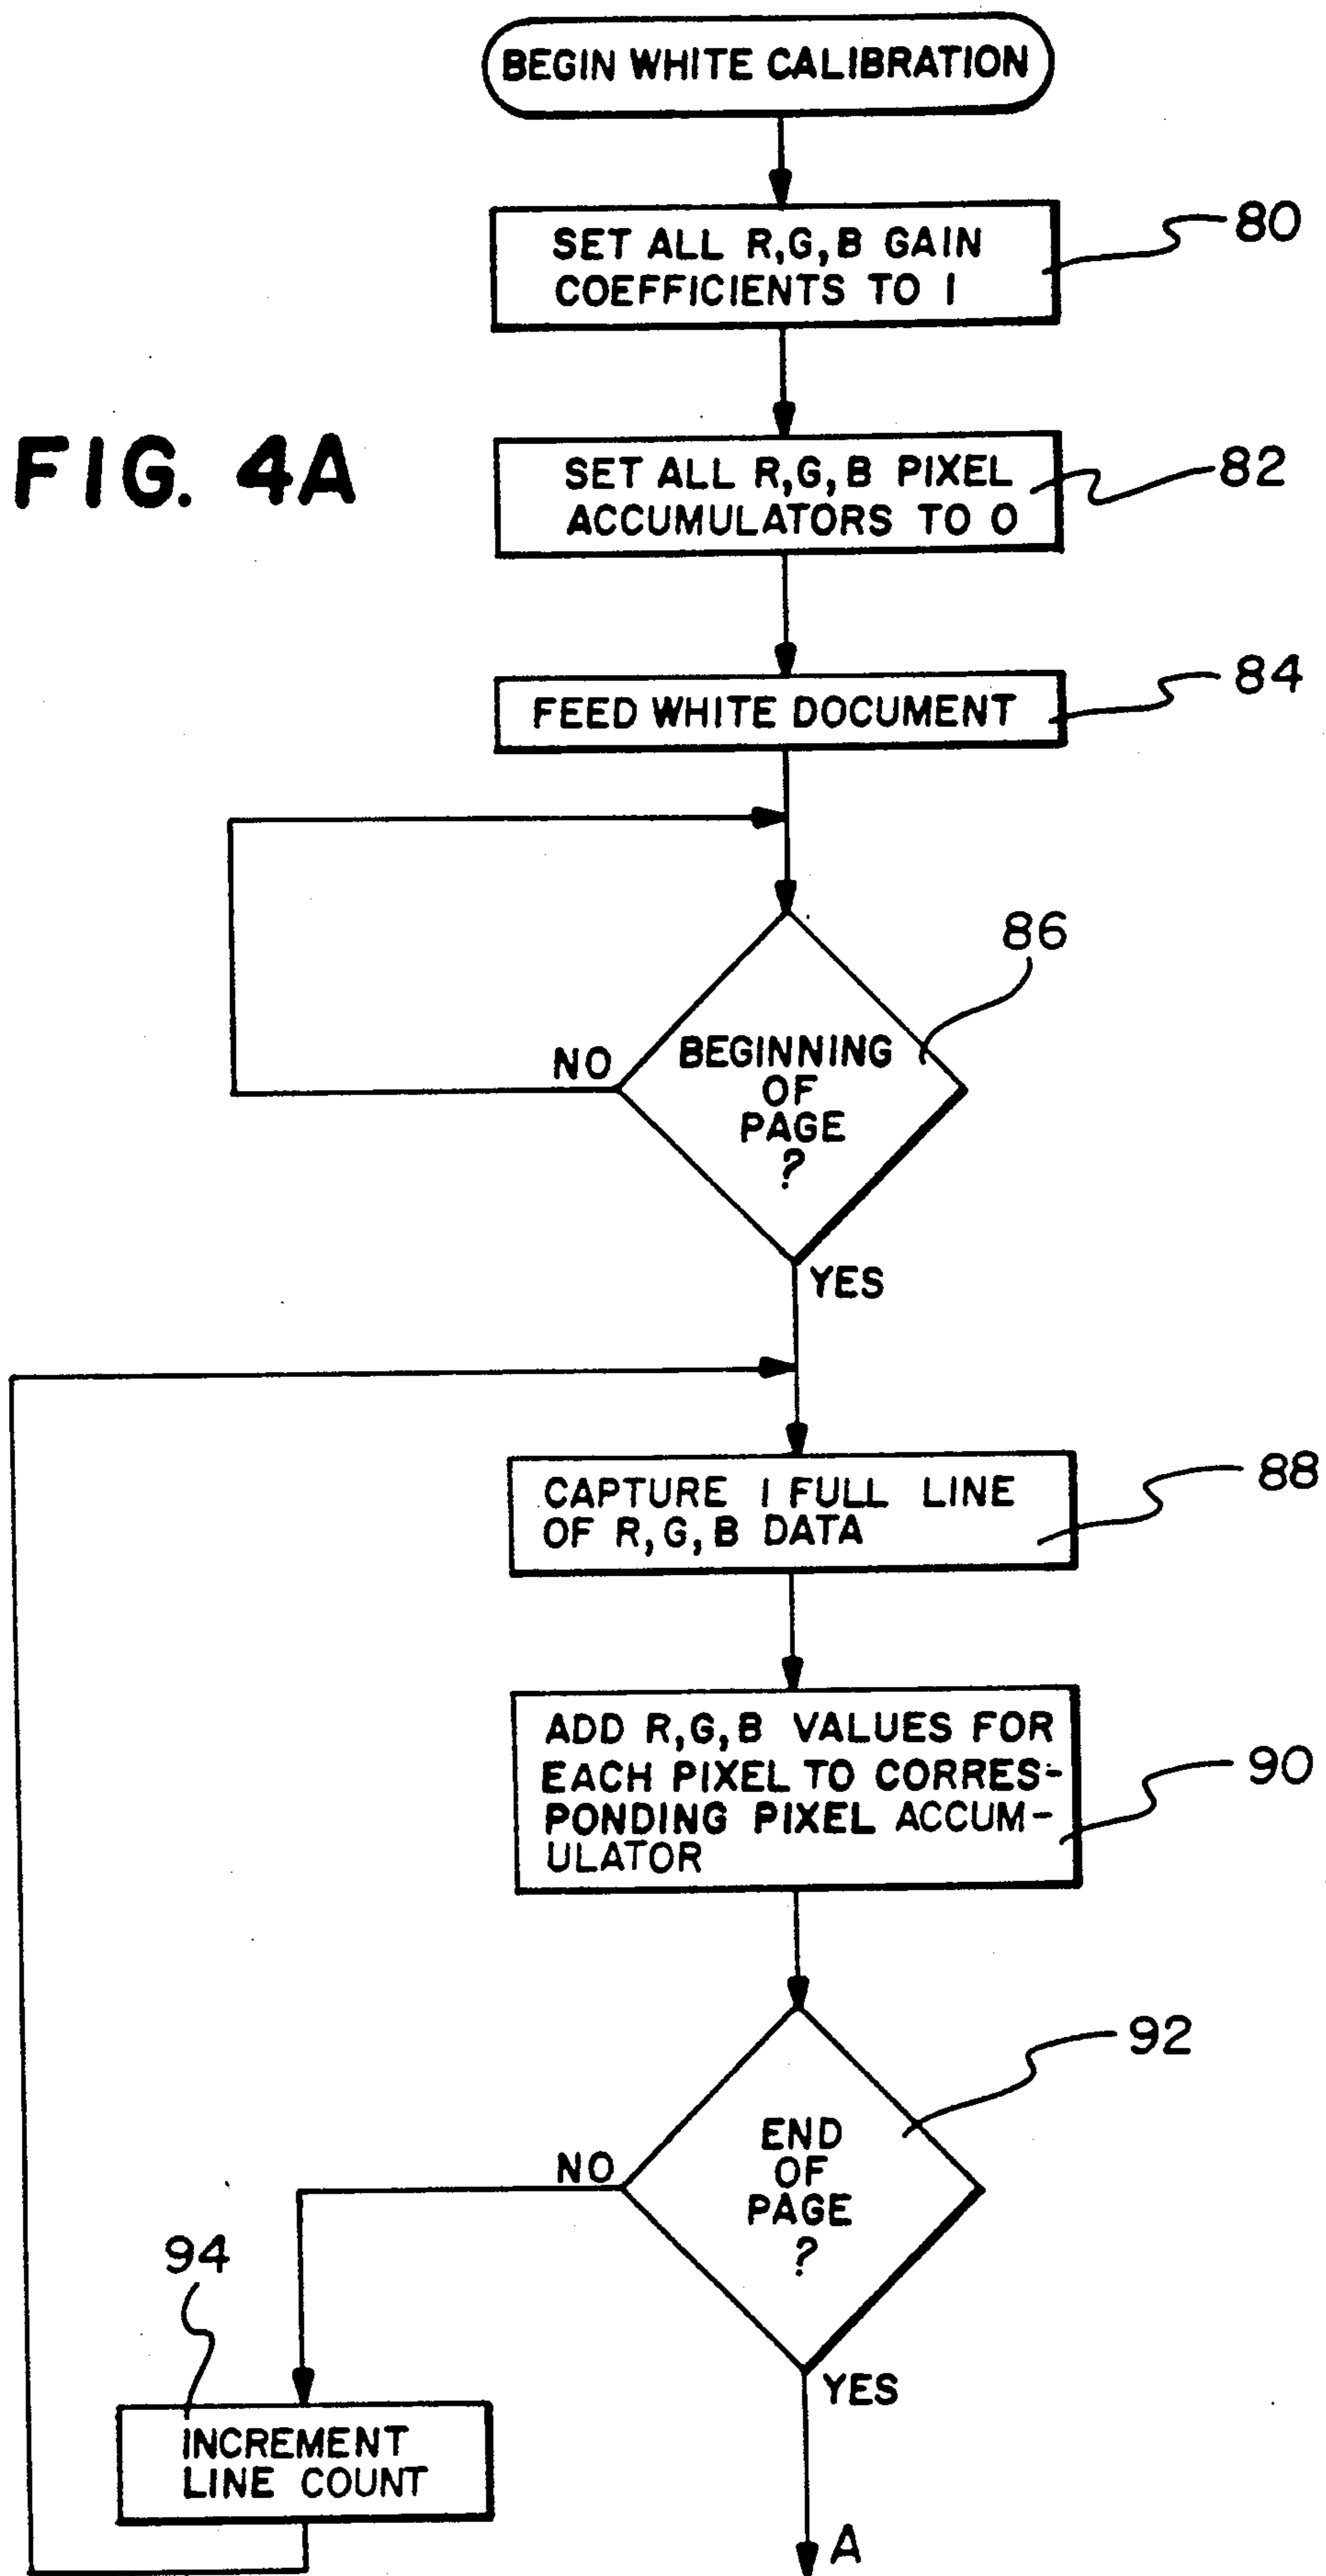 BEGIN WHITE CALIBRATION
SET ALL R,G,B GAIN
COEFFICIENTS TO 1
80
FIG. 4A
SET ALL R,G,B PIXEL
ACCUMULATORS TO 0
82
FEED WHITE DOCUMENT
84
86
BEGINNING
OF
PAGE
?
NO
YES
CAPTURE 1 FULL LINE
OF R,G,B DATA
88
ADD R,G,B VALUES FOR
EACH PIXEL TO CORRES-
PONDING PIXEL ACCUM-
ULATOR
90
92
END
OF
PAGE
?
NO
YES
94
INCREMENT
LINE COUNT
A